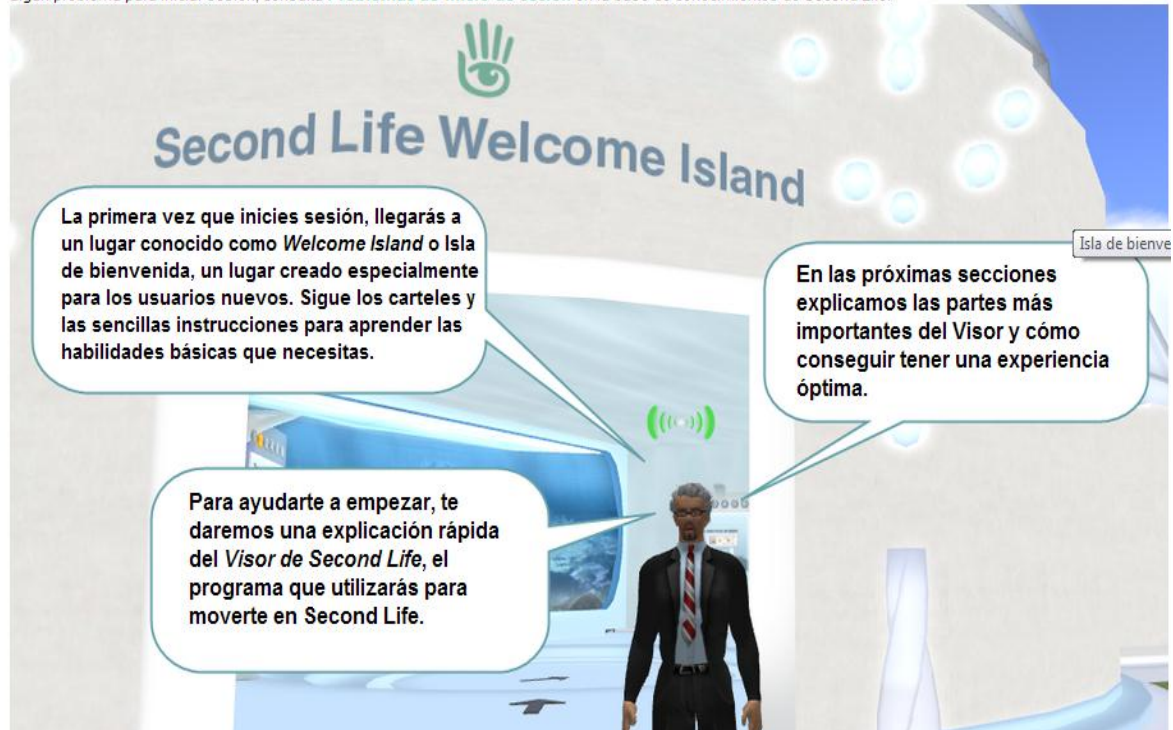 Second Life Welcome Island
La primera vez que inicies sesión, llegarás a
un lugar conocido como Welcome Island o Isla
de bienvenida, un lugar creado especialmente
para los usuarios nuevos. Sigue los carteles y
las sencillas instrucciones para aprender las
habilidades básicas que necesitas.
Isla de bienve
En las próximas secciones
explicamos las partes más
importantes del Visor y cómo
conseguir tener una experiencia
óptima.
Para ayudarte a empezar, te
daremos una explicación rápida
del Visor de Second Life, el
programa que utilizarás para
moverte en Second Life.